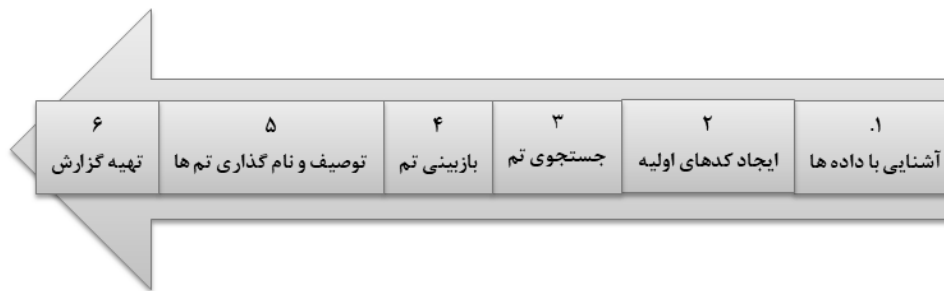 .۱
آشنایی با داده ها
۲
ایجاد کدهای اولیه
۳
جستجوی تم
۴
بازبینی تم
۵
توصیف و نام گذاری تم ها
۶
تهیه گزارش